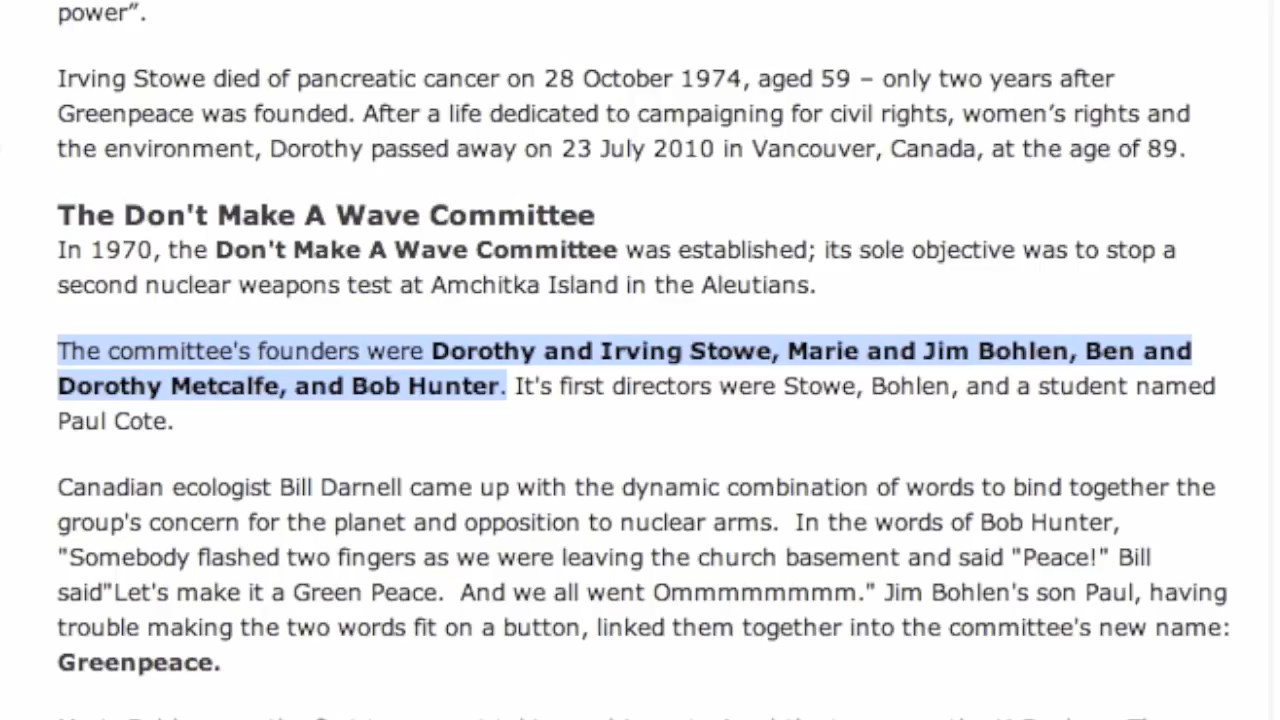 power”.
Irving Stowe died of pancreatic cancer on 28 October 1974, aged 59 – only two years after
Greenpeace was founded. After a life dedicated to campaigning for civil rights, women’s rights and
the environment, Dorothy passed away on 23 July 2010 in Vancouver, Canada, at the age of 89.
The Don't Make A Wave Committee
In 1970, the Don't Make A Wave Committee was established; its sole objective was to stop a
second nuclear weapons test at Amchitka Island in the Aleutians.
The committee's founders were Dorothy and Irving Stowe, Marie and Jim Bohlen, Ben and
Dorothy Metcalfe, and Bob Hunter. It's first directors were Stowe, Bohlen, and a student named
Paul Cote.
Canadian ecologist Bill Darnell came up with the dynamic combination of words to bind together the
group's concern for the planet and opposition to nuclear arms.  In the words of Bob Hunter,
"Somebody flashed two fingers as we were leaving the church basement and said "Peace!" Bill
said"Let's make it a Green Peace.  And we all went Ommmmmmmm." Jim Bohlen's son Paul, having
trouble making the two words fit on a button, linked them together into the committee's new name:
Greenpeace.